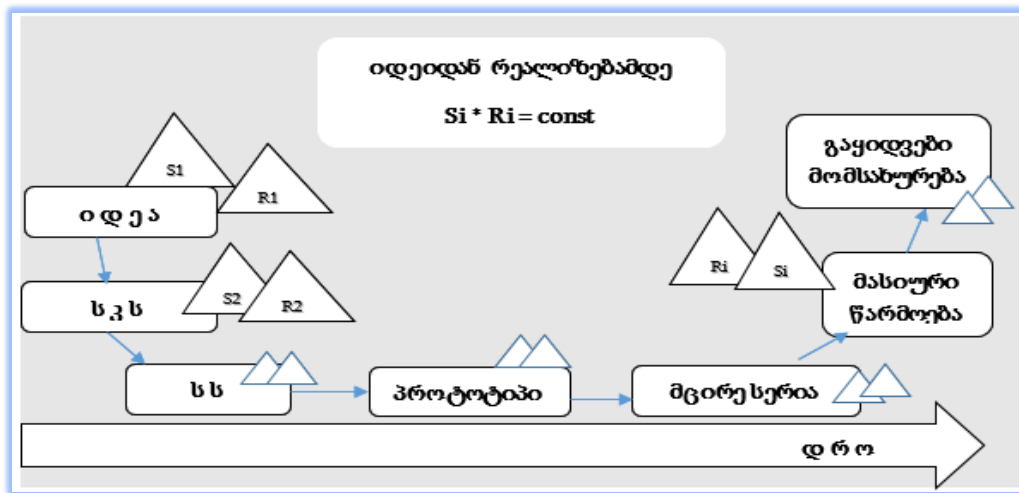 იდეიდან რეალიზებამდე
Si * Ri = const
S1
R1
ი დ ე ა
ს კ ს
S2
R2
ს ს
პროტოტიპი
მცირე სერია
Ri
Si
მასიური
წარმოება
გაყიდვები
მომსახურება
დ რ ო